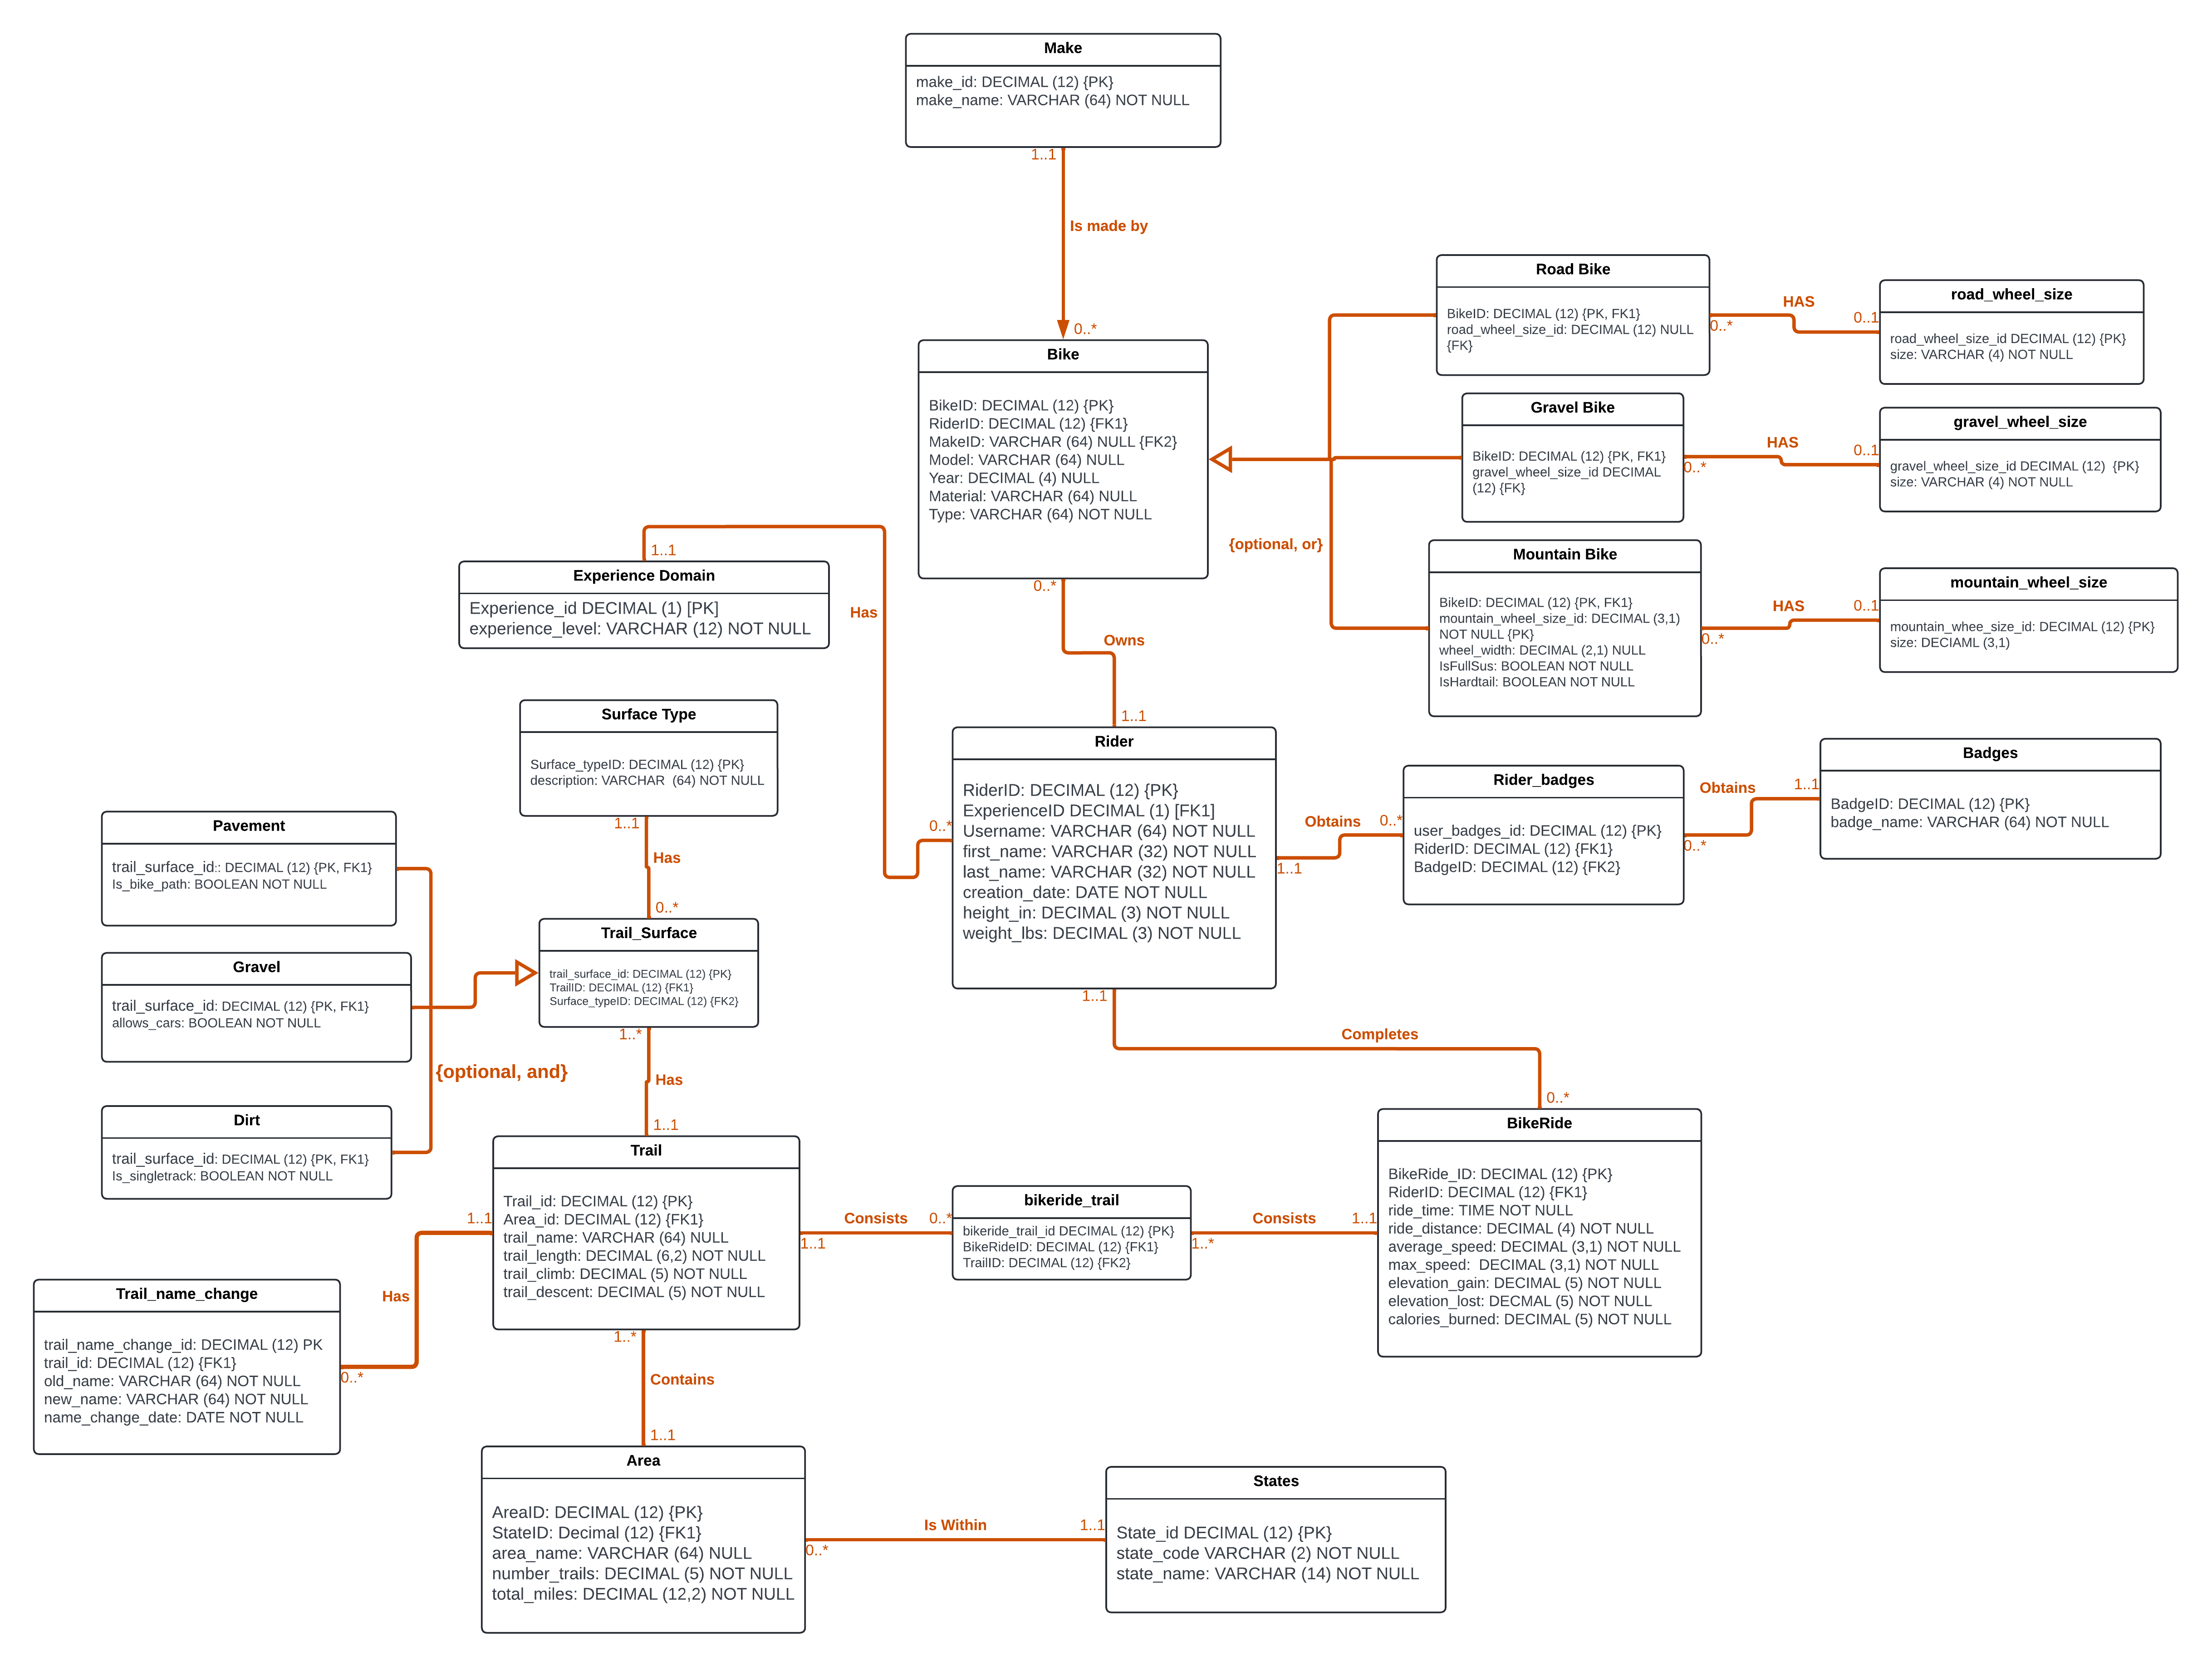 Make
make_id: DECIMAL (12) {PK}
make_name: VARCHAR (64) NOT NULL
1..1
Is made by
0..*
Bike
BikeID: DECIMAL (12) {PK}
RiderID: DECIMAL (12) {FK1}
MakeID: VARCHAR (64) NULL {FK2}
Model: VARCHAR (64) NULL
Year: DECIMAL (4) NULL
Material: VARCHAR (64) NULL
Type: VARCHAR (64) NOT NULL
0..*
{optional, or}
Road Bike
BikeID: DECIMAL (12) {PK, FK1}
road_wheel_size_id: DECIMAL (12) NULL
{FK}
0..*
HAS
0..1
road_wheel_size
road_wheel_size_id DECIMAL (12) {PK}
size: VARCHAR (4) NOT NULL
Gravel Bike
BikeID: DECIMAL (12) {PK, FK1}
gravel_wheel_size_id DECIMAL
(12) {FK}
0..*
HAS
0..1
gravel_wheel_size
gravel_wheel_size_id DECIMAL (12)  {PK}
size: VARCHAR (4) NOT NULL
Mountain Bike
BikeID: DECIMAL (12) {PK, FK1}
mountain_wheel_size_id: DECIMAL (3,1)
NOT NULL {PK}
wheel_width: DECIMAL (2,1) NULL
IsFullSus: BOOLEAN NOT NULL
IsHardtail: BOOLEAN NOT NULL
0..*
HAS
0..1
mountain_wheel_size
mountain_whee_size_id: DECIMAL (12) {PK}
size: DECIAML (3,1)
1..1
Experience Domain
Experience_id DECIMAL (1) [PK]
experience_level: VARCHAR (12) NOT NULL
Has
0..*
Owns
1..1
Rider
RiderID: DECIMAL (12) {PK}
ExperienceID DECIMAL (1) [FK1]
Username: VARCHAR (64) NOT NULL
first_name: VARCHAR (32) NOT NULL
last_name: VARCHAR (32) NOT NULL
creation_date: DATE NOT NULL
height_in: DECIMAL (3) NOT NULL
weight_lbs: DECIMAL (3) NOT NULL
1..1
Obtains
0..*
1..1
Rider_badges
user_badges_id: DECIMAL (12) {PK}
RiderID: DECIMAL (12) {FK1}
BadgeID: DECIMAL (12) {FK2}
0..*
Obtains
1..1
Badges
BadgeID: DECIMAL (12) {PK}
badge_name: VARCHAR (64) NOT NULL
Surface Type
Surface_typeID: DECIMAL (12) {PK}
description: VARCHAR  (64) NOT NULL
1..1
Has
0..*
Trail_Surface
trail_surface_id: DECIMAL (12) {PK}
TrailID: DECIMAL (12) {FK1}
Surface_typeID: DECIMAL (12) {FK2}
1..*
Has
1..1
Pavement
trail_surface_id:: DECIMAL (12) {PK, FK1}
Is_bike_path: BOOLEAN NOT NULL
Gravel
trail_surface_id: DECIMAL (12) {PK, FK1}
allows_cars: BOOLEAN NOT NULL
{optional, and}
Dirt
trail_surface_id: DECIMAL (12) {PK, FK1}
Is_singletrack: BOOLEAN NOT NULL
Completes
0..*
Trail
Trail_id: DECIMAL (12) {PK}
Area_id: DECIMAL (12) {FK1}
trail_name: VARCHAR (64) NULL
trail_length: DECIMAL (6,2) NOT NULL
trail_climb: DECIMAL (5) NOT NULL
trail_descent: DECIMAL (5) NOT NULL
1..1
Consists
0..*
1..1
bikeride_trail
bikeride_trail_id DECIMAL (12) {PK}
BikeRideID: DECIMAL (12) {FK1}
TrailID: DECIMAL (12) {FK2}
Consists
1..1
1..*
BikeRide
BikeRide_ID: DECIMAL (12) {PK}
RiderID: DECIMAL (12) {FK1}
ride_time: TIME NOT NULL
ride_distance: DECIMAL (4) NOT NULL
average_speed: DECIMAL (3,1) NOT NULL
max_speed:  DECIMAL (3,1) NOT NULL
elevation_gain: DECIMAL (5) NOT NULL
elevation_lost: DECMAL (5) NOT NULL
calories_burned: DECIMAL (5) NOT NULL
Has
Trail_name_change
trail_name_change_id: DECIMAL (12) PK
trail_id: DECIMAL (12) {FK1}
old_name: VARCHAR (64) NOT NULL
new_name: VARCHAR (64) NOT NULL
name_change_date: DATE NOT NULL
0..*
1..*
Contains
1..1
Area
AreaID: DECIMAL (12) {PK}
StateID: Decimal (12) {FK1}
area_name: VARCHAR (64) NULL
number_trails: DECIMAL (5) NOT NULL
total_miles: DECIMAL (12,2) NOT NULL
Is Within
1..1
0..*
States
State_id DECIMAL (12) {PK}
state_code VARCHAR (2) NOT NULL
state_name: VARCHAR (14) NOT NULL